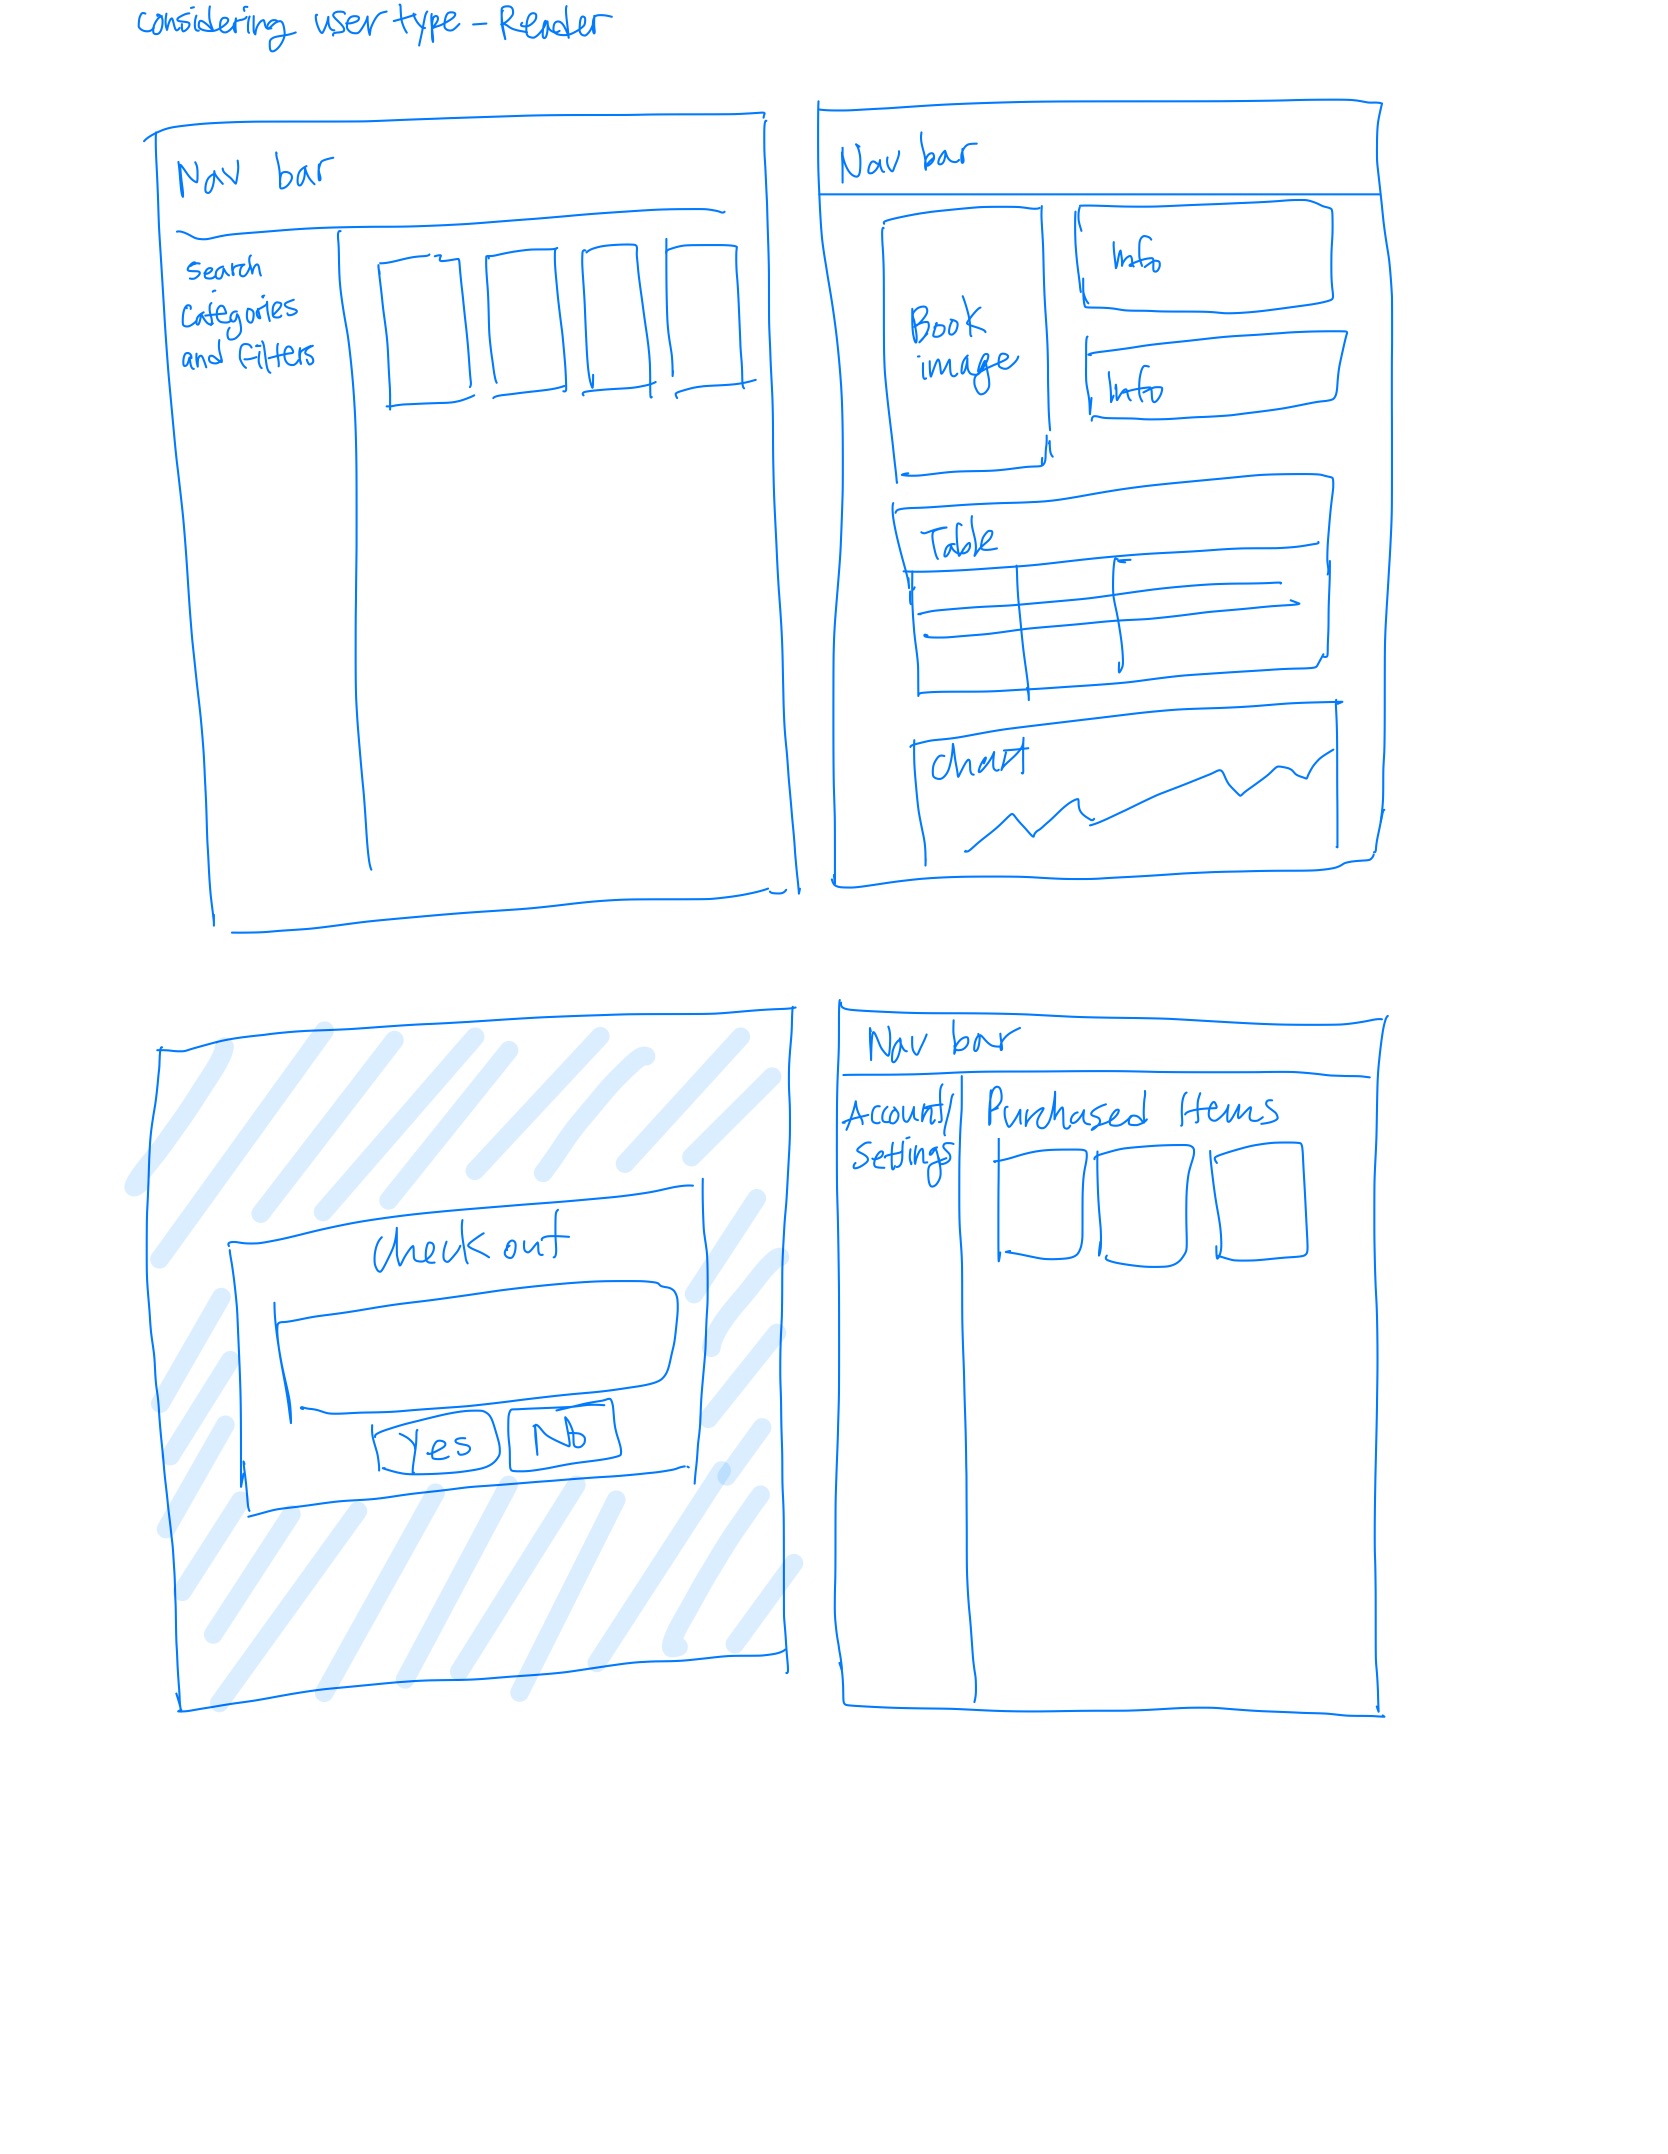 Considering user type - Reader
Nav bar
Search
categories
and filters
Nav bar
Book
image
Info
Info
Table
Chart
Check out
Yes
No
Nav bar
Account/
Settings
Purchased Items